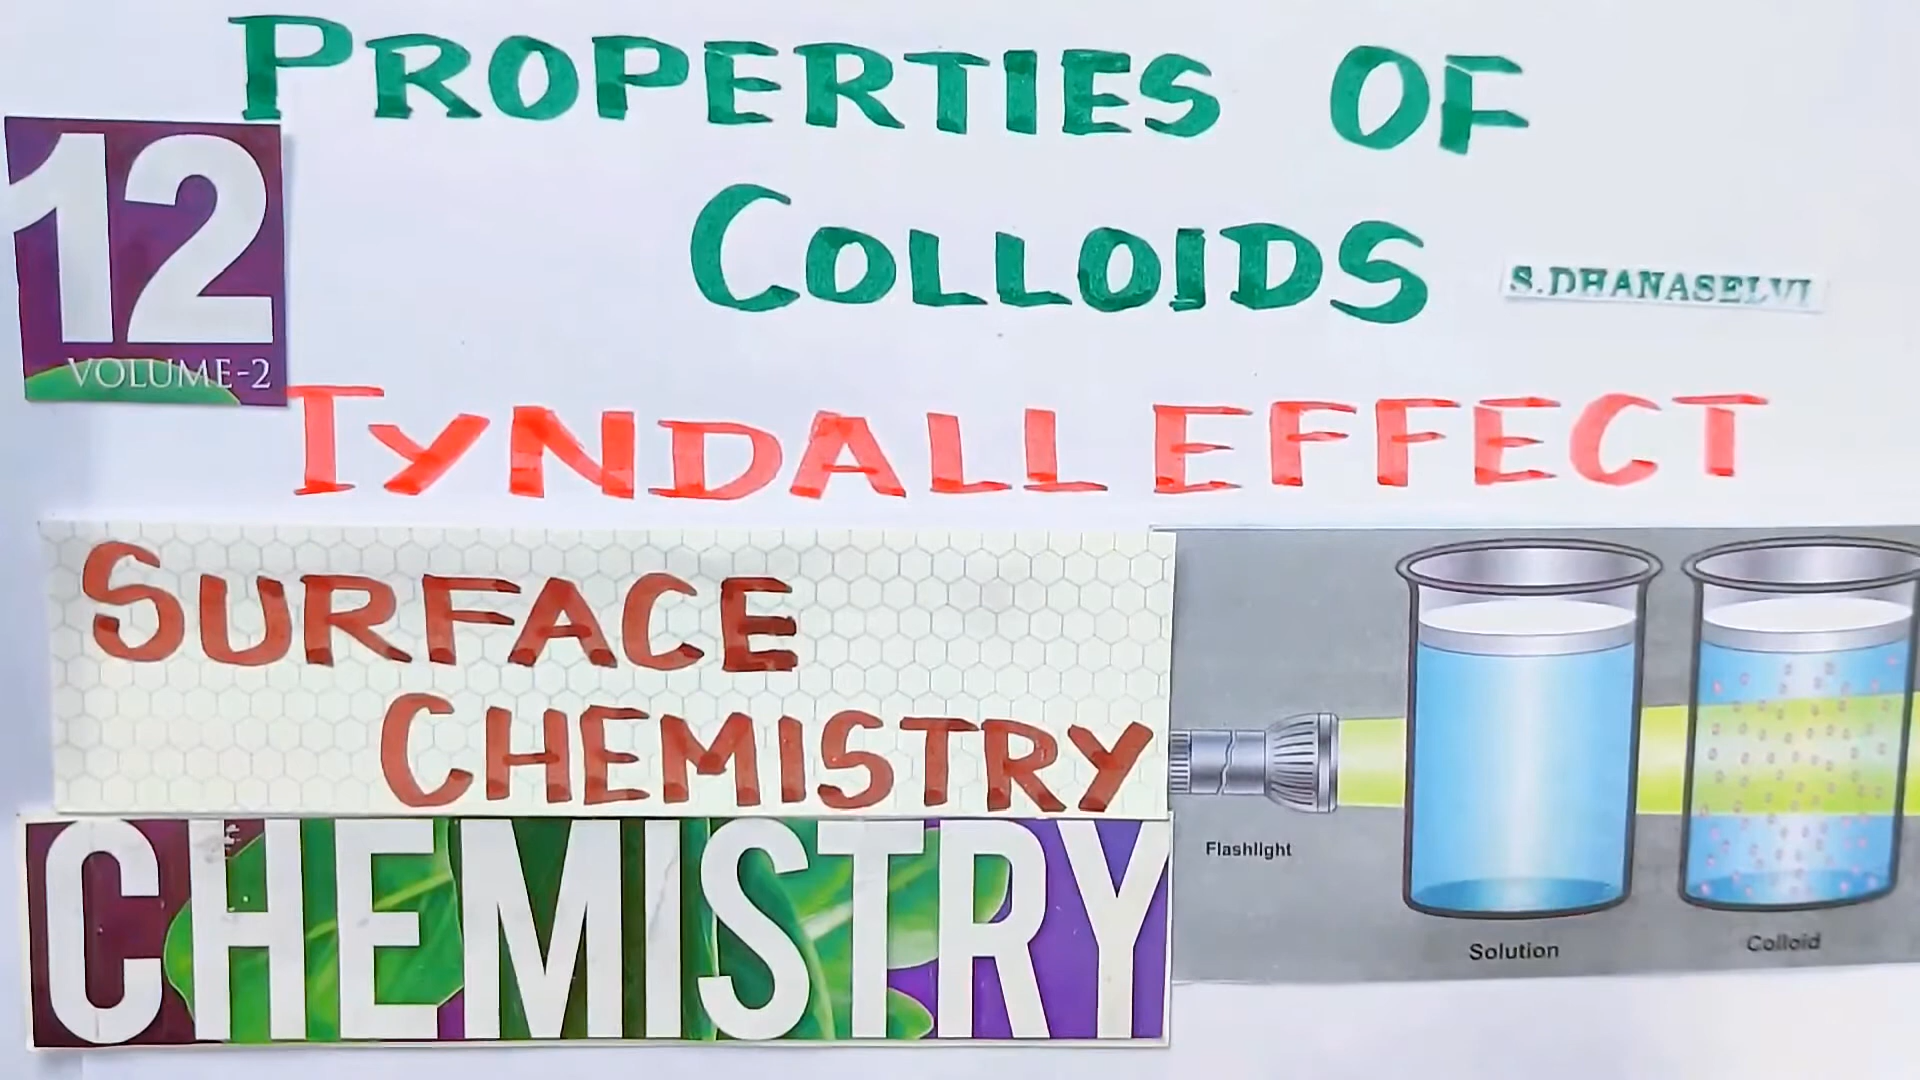 PROPERTIES OF
12
VOLUME-2
COLLOIDS
S.DHANASELVI
TYNDALL EFFECT
SURFACE
CHEMISTRY
CHEMISTRY
Flashlight
Solution
Colloid